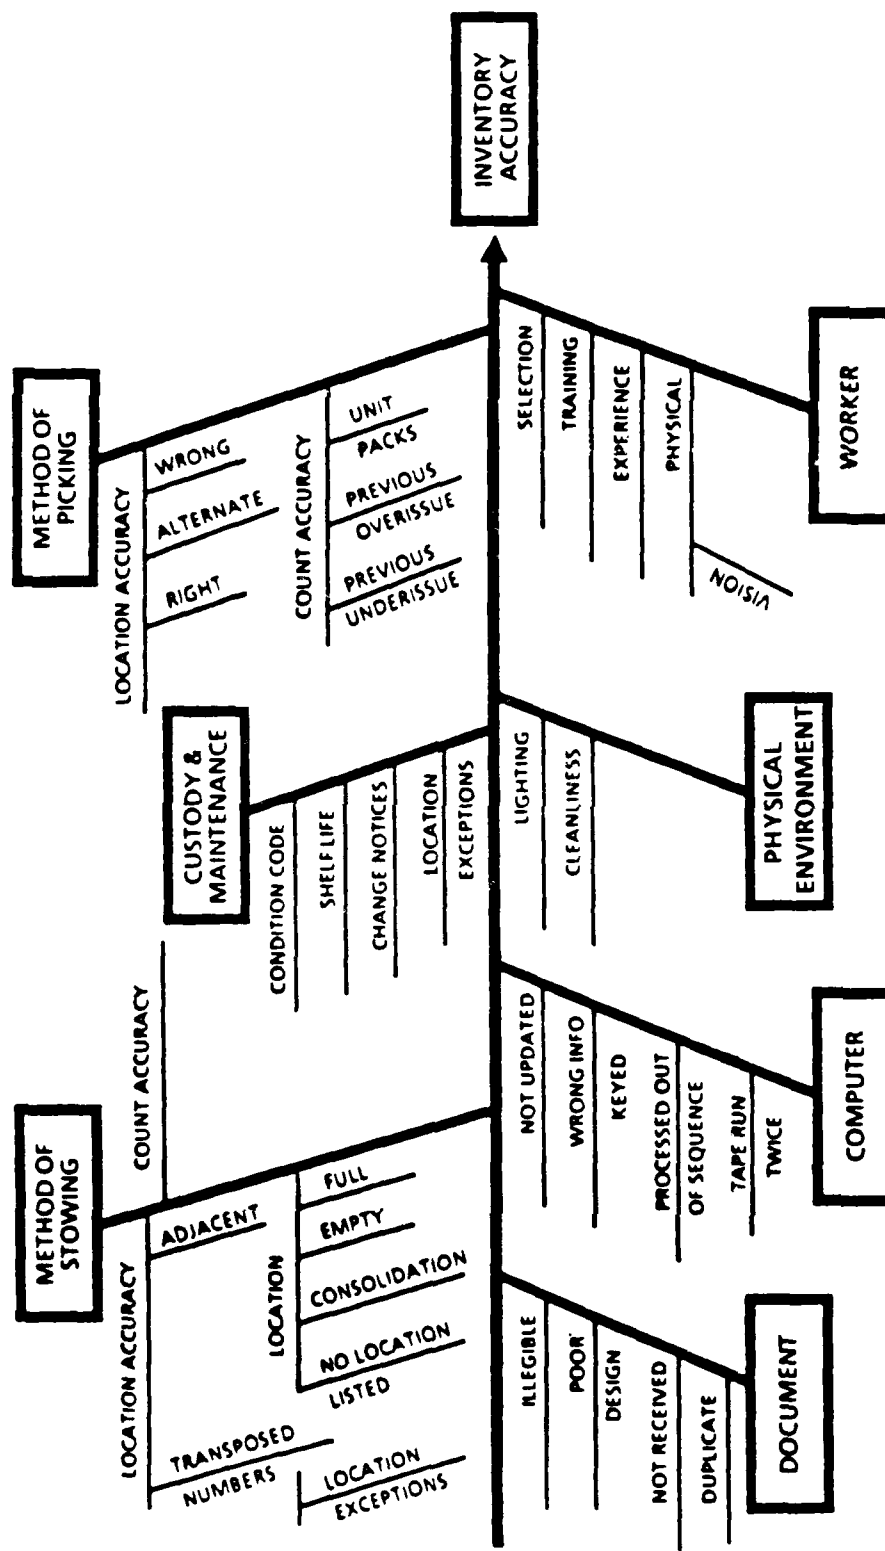 INVENTORY
ACCURACY
METHOD OF
STOWING
LOCATION ACCURACY
ADJACENT
TRANSPOSED
NUMBERS
COUNT ACCURACY
LOCATION
FULL
EMPTY
CONSOLIDATION
NO LOCATION
LISTED
LOCATION
EXCEPTIONS
CUSTODY &
MAINTENANCE
CONDITION CODE
SHELF LIFE
CHANGE NOTICES
LOCATION
EXCEPTIONS
METHOD OF
PICKING
LOCATION ACCURACY
WRONG
ALTERNATE
RIGHT
COUNT ACCURACY
UNIT
PACKS
PREVIOUS
OVERISSUE
PREVIOUS
UNDERISSUE
ILLEGIBLE
POOR
DESIGN
NOT RECEIVED
DUPLICATE
DOCUMENT
NOT UPDATED
WRONG INFO
KEYED
PROCESSED OUT
OF SEQUENCE
TAPE RUN
TWICE
COMPUTER
LIGHTING
CLEANLINESS
PHYSICAL
ENVIRONMENT
SELECTION
TRAINING
EXPERIENCE
PHYSICAL
VISION
WORKER